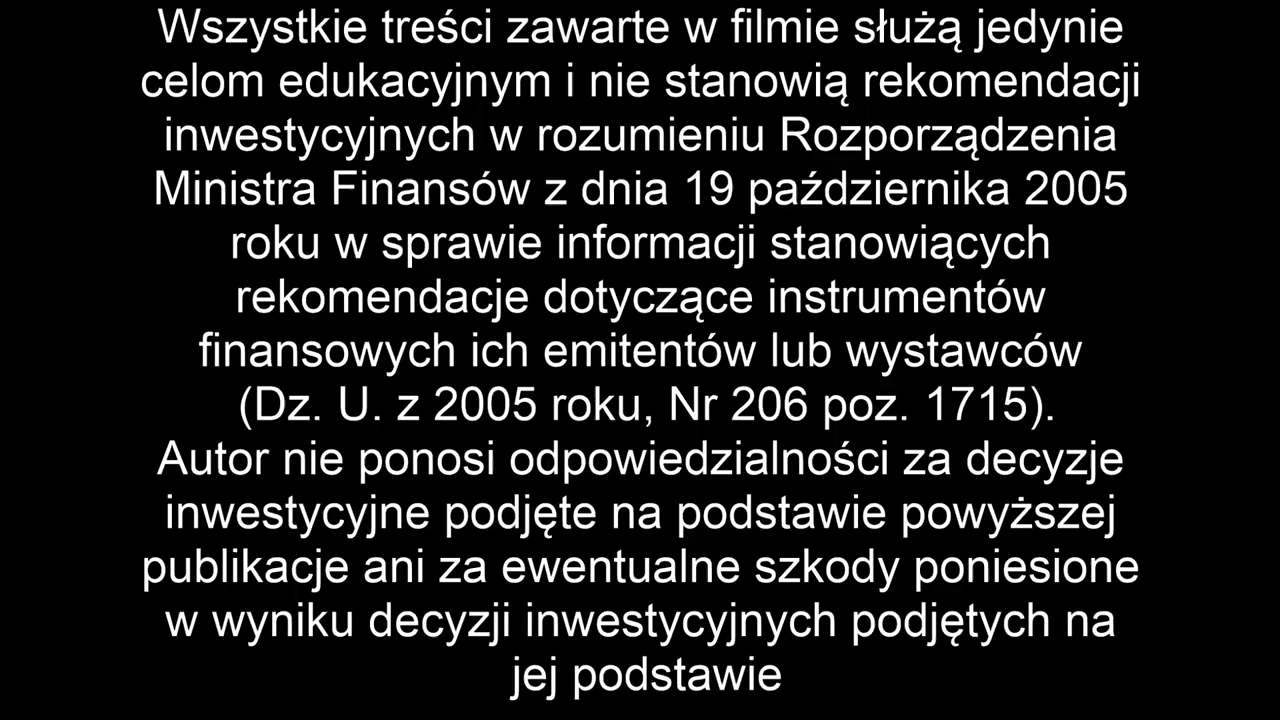 Wszystkie treści zawarte w filmie służą jedynie
celom edukacyjnym i nie stanowią rekomendacji
inwestycyjnych w rozumieniu Rozporządzenia
Ministra Finansów z dnia 19 października 2005
roku w sprawie informacji stanowiących
rekomendacje dotyczące instrumentów
finansowych ich emitentów lub wystawców
(Dz. U. z 2005 roku, Nr 206 poz. 1715).
Autor nie ponosi odpowiedzialności za decyzje
inwestycyjne podjęte na podstawie powyższej
publikacje ani za ewentualne szkody poniesione
w wyniku decyzji inwestycyjnych podjętych na
jej podstawie